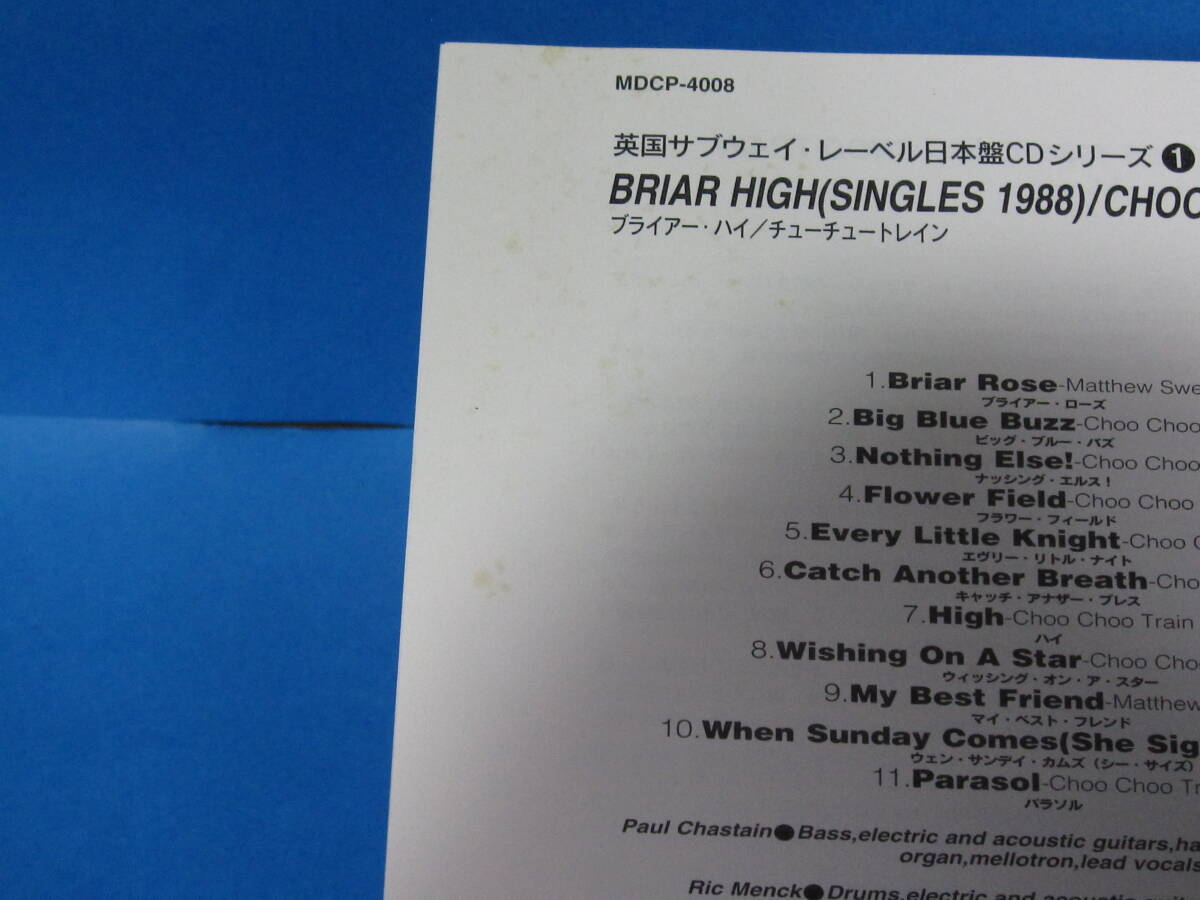 MDCP-4008
英国サブウェイ・レーベル日本盤CDシリーズ❶
BRIAR HIGH(SINGLES 1988)/CHOO
ブライアー・ハイ／チューチュートレイン
1.Briar Rose-Matthew Swe
ブライアー・ローズ
2.Big Blue Buzz-Choo Choo
ビッグ・ブルー・バズ
3.Nothing Else!-Choo Choo
ナッシング・エルス！
4.Flower Field-Choo Choo
フラワー・フィールド
5.Every Little Knight-Choo C
エヴリー・リトル・ナイト
6.Catch Another Breath-Cho
キャッチ・アナザー・ブレス
7.High-Choo Choo Train
ハイ
8.Wishing On A Star-Choo Cho
ウィッシング・オン・ア・スター
9.My Best Friend-Matthew
マイ・ベスト・フレンド
10.When Sunday Comes(She Sig
ウェン・サンデイ・カムズ（シー・サイズ）
11.Parasol-Choo Choo Tr
パラソル
Paul Chastain●Bass,electric and acoustic guitars,ha
organ,mellotron,lead vocals
Ric Menck●Drums,electric and acoustic guit